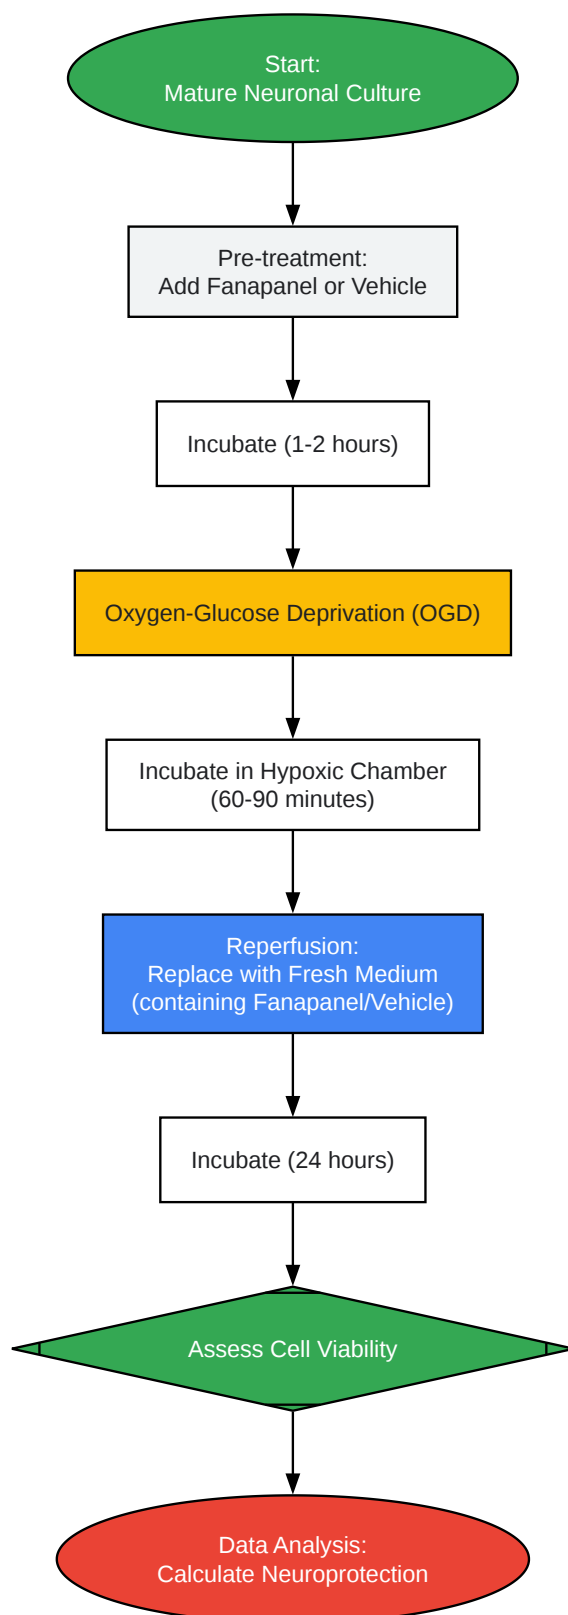 Start:
Mature Neuronal Culture
Pre-treatment:
Add Fanapanel or Vehicle
Incubate (1-2 hours)
Oxygen-Glucose Deprivation (OGD)
Incubate in Hypoxic Chamber
(60-90 minutes)
Reperfusion:
Replace with Fresh Medium
(containing Fanapanel/Vehicle)
Incubate (24 hours)
Assess Cell Viability
Data Analysis:
Calculate Neuroprotection